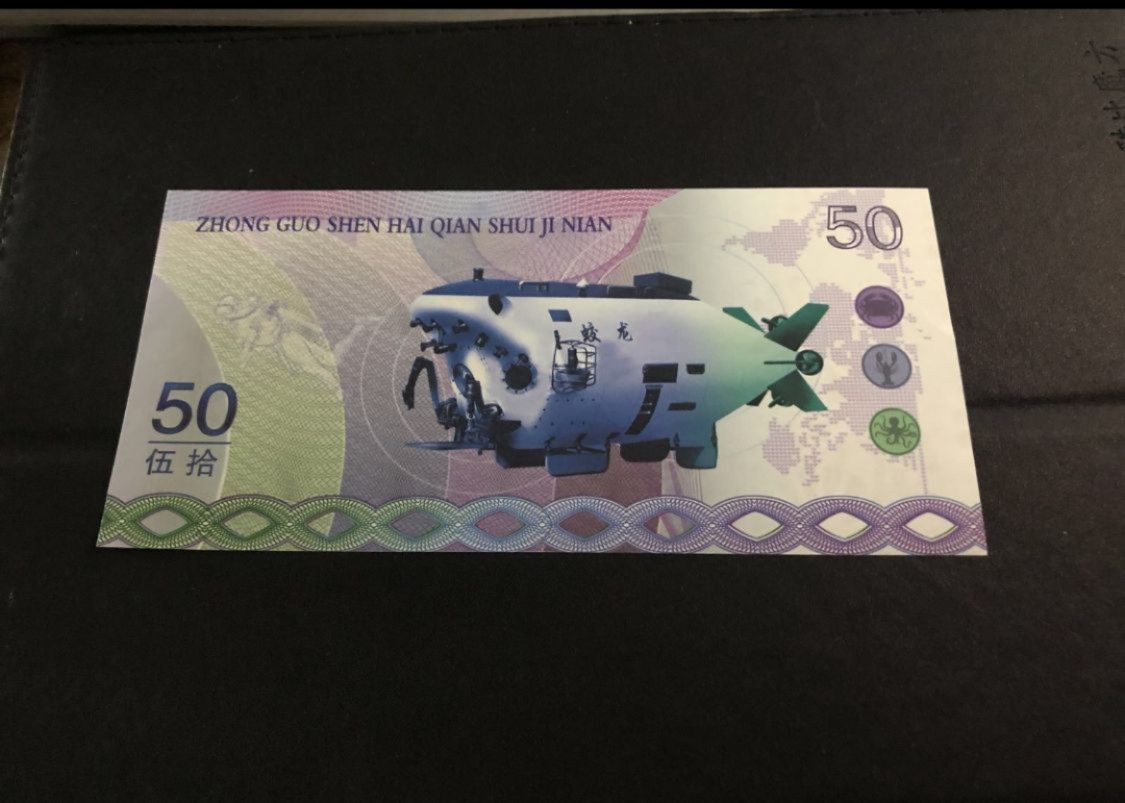 ZHONG GUO SHEN HAI QIAN SHUI JI NIAN
50
蛟龙
50
伍拾